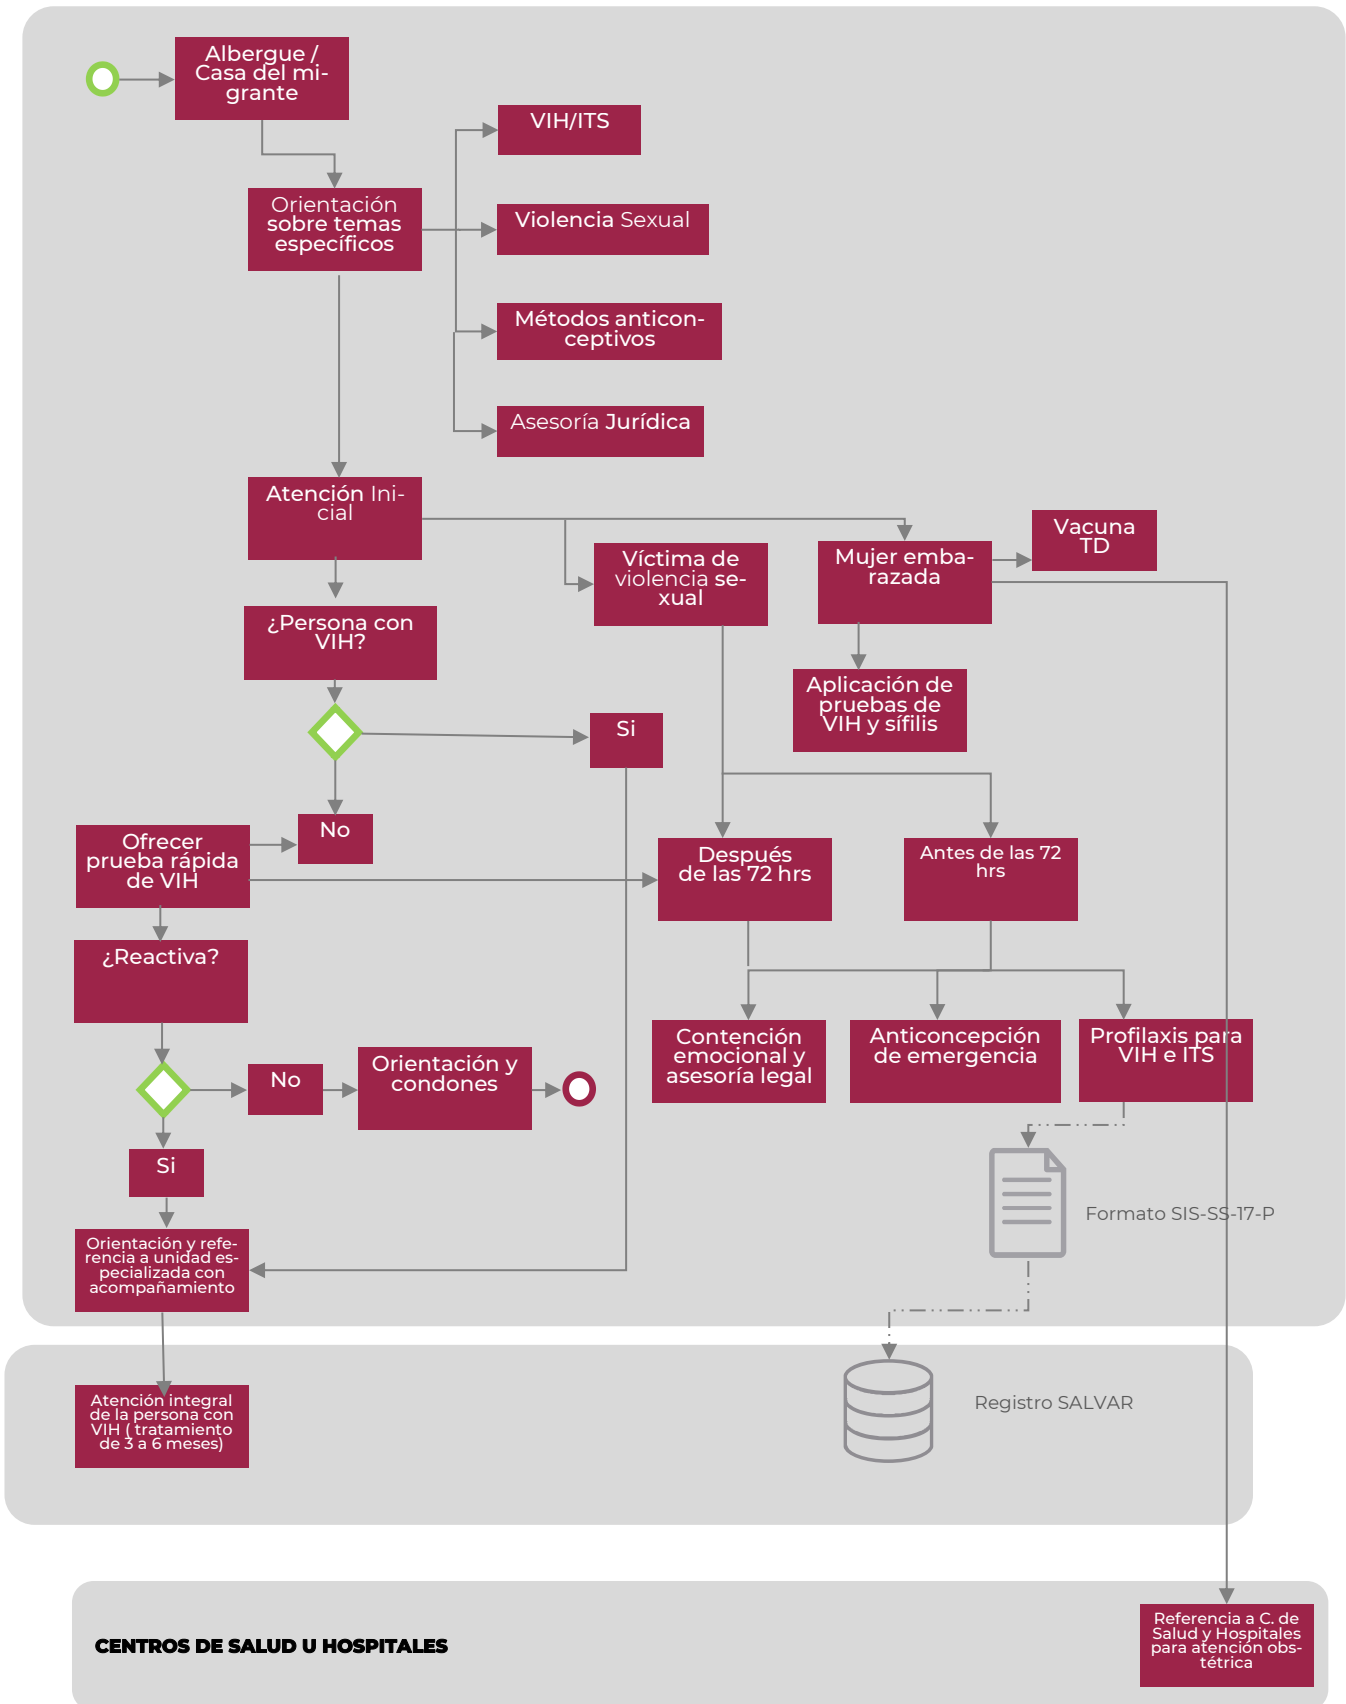 Albergue /
Casa del mi-
grante
VIH/ITS
Orientación
sobre temas
específicos
Violencia Sexual
Métodos anticon-
ceptivos
Asesoría Jurídica
Atención Ini-
cial
Vacuna
TD
Víctima de
violencia se-
xual
Mujer emba-
razada
¿Persona con
VIH?
Aplicación de
pruebas de
VIH y sífilis
Si
No
Ofrecer
prueba rápida
de VIH
Después
de las 72 hrs
Antes de las 72
hrs
¿Reactiva?
Contención
emocional y
asesoría legal
Anticoncepción
de emergencia
Profilaxis para
VIH e ITS
No
Orientación y
condones
Si
Formato SIS-SS-17-P
Orientación y refe-
rencia a unidad es-
pecializada con
acompañamiento
Atención integral
de la persona con
VIH ( tratamiento
de 3 a 6 meses)
Registro SALVAR
CENTROS DE SALUD U HOSPITALES
Referencia a C. de
Salud y Hospitales
para atención obs-
tétrica